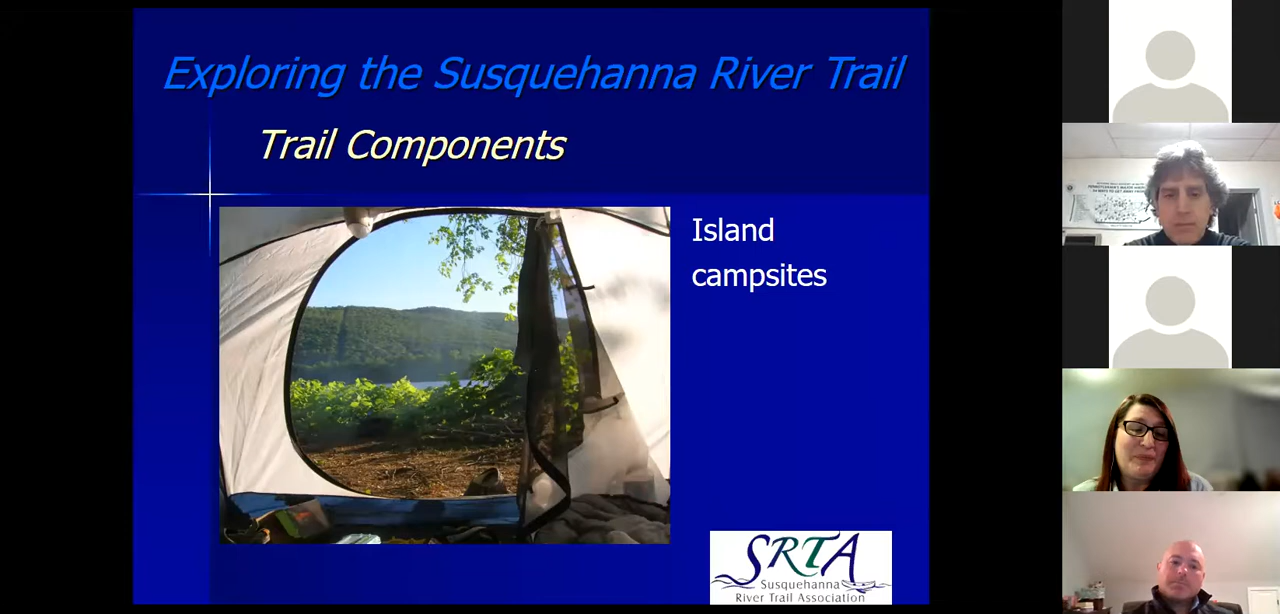 Exploring the Susquehanna River Trail
Trail Components
Island
campsites
SRTA
Susquehanna
River Trail Association